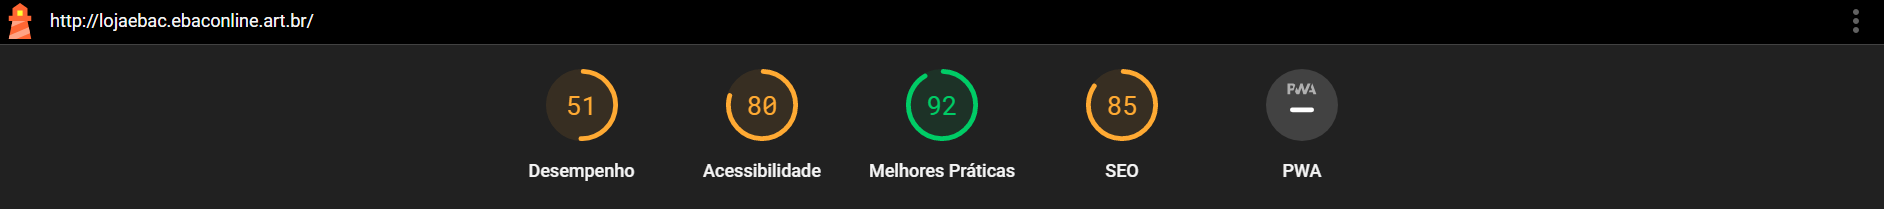 http://lojaebac.ebaconline.art.br/
51 80 92 85 PWA
Desempenho Acessibilidade Melhores Práticas SEO PWA